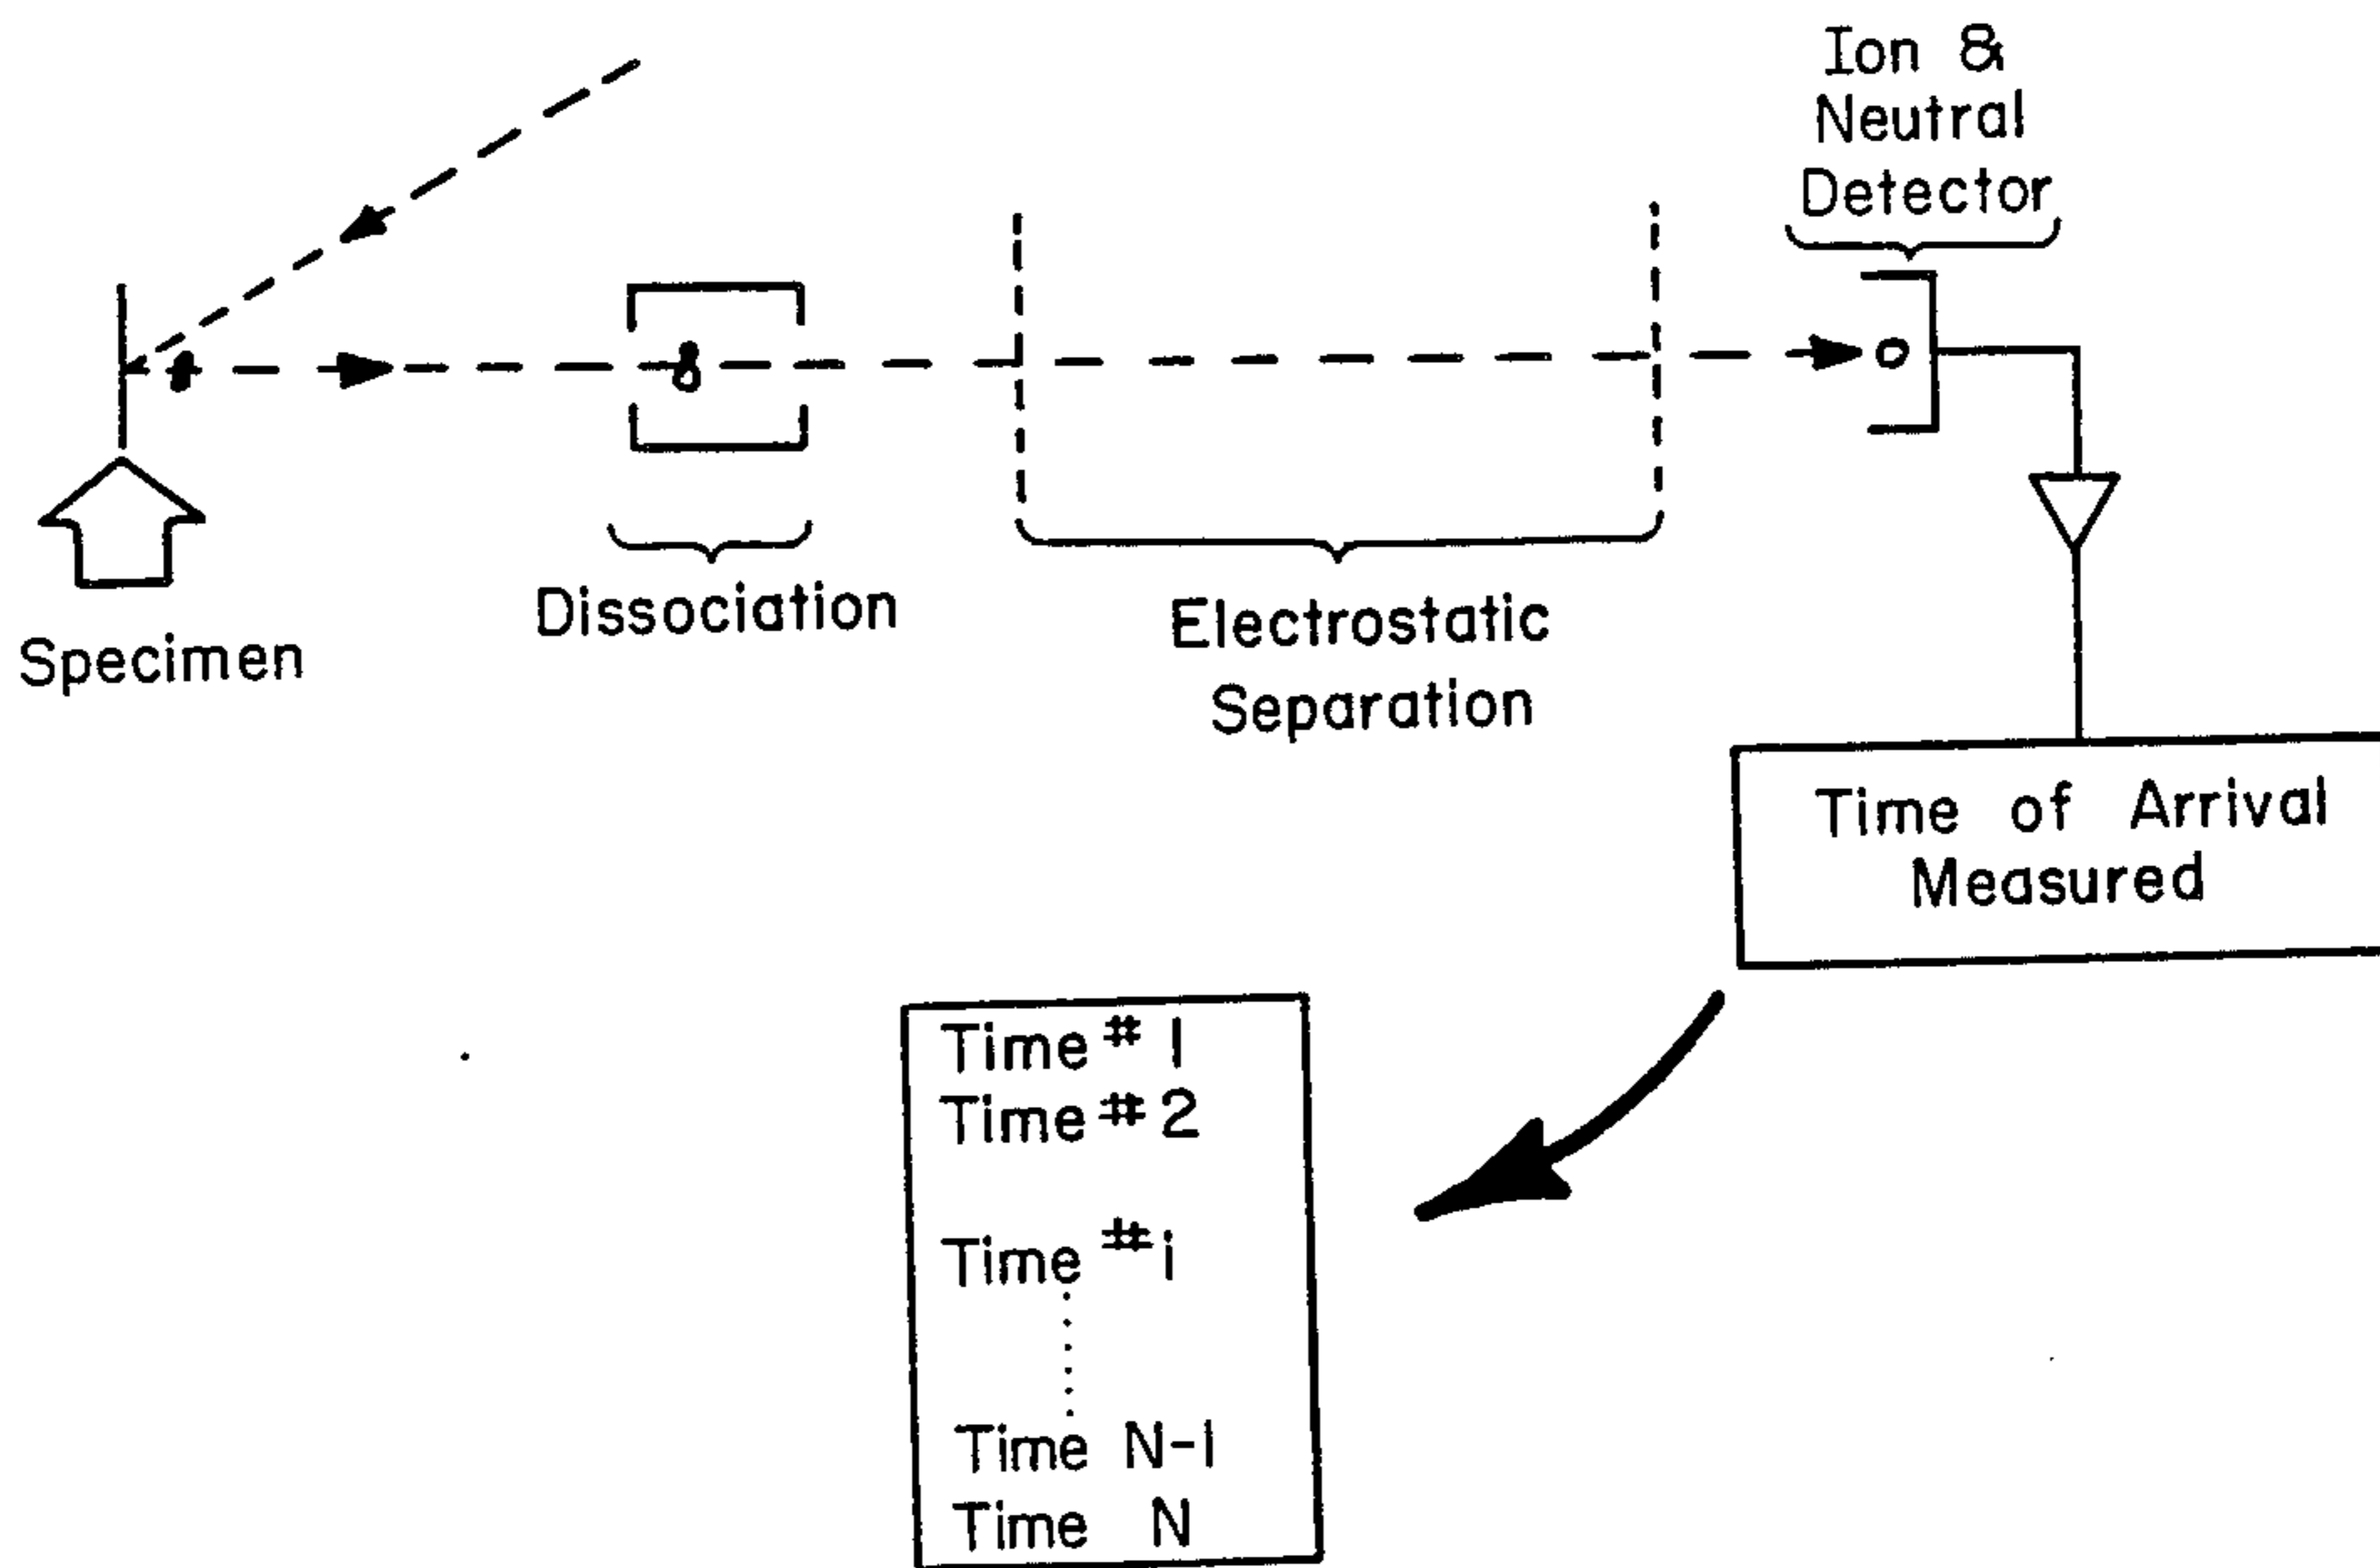 Ion &
Neutral
Detector
Specimen
Dissociation
Electrostatic
Separation
Time of Arrival
Measured
Time # 1
Time # 2
Time # i
Time N-1
Time N